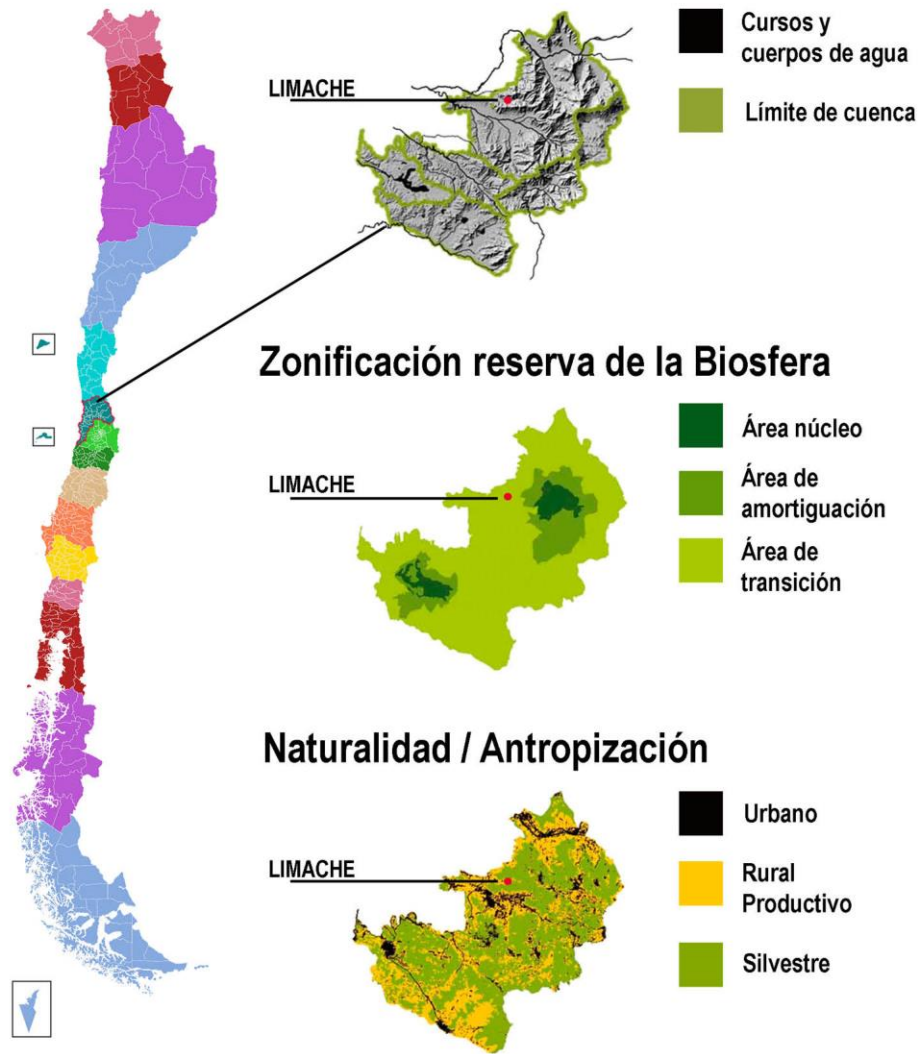 Cursos y
cuerpos de agua
LIMACHE
Límite de cuenca
Zonificación reserva de la Biosfera
Área núcleo
LIMACHE
Área de
amortiguación
Área de
transición
Naturalidad / Antropización
Urbano
LIMACHE
Rural
Productivo
Silvestre